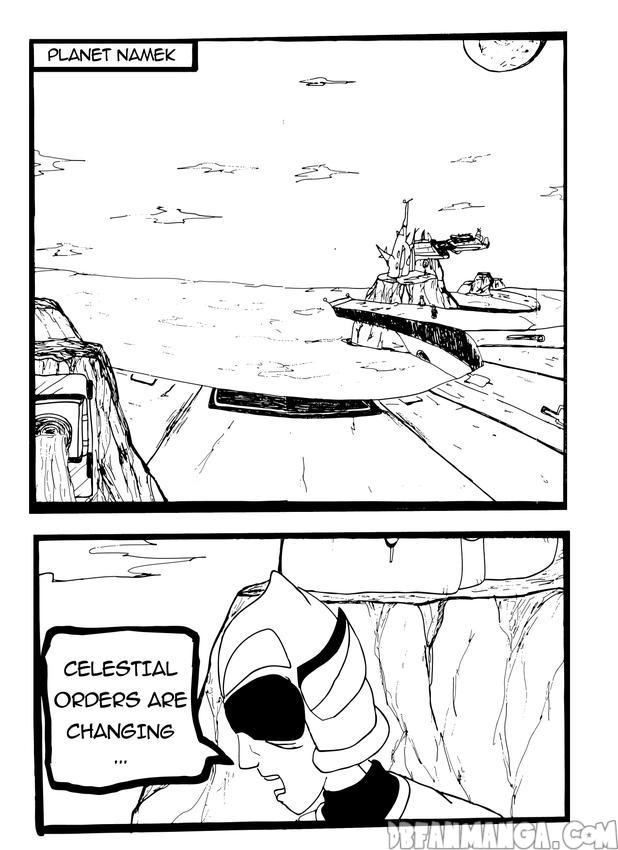 PLANET NAMEK
CELESTIAL
ORDERS ARE
CHANGING
...
DBFANMANGA.COM